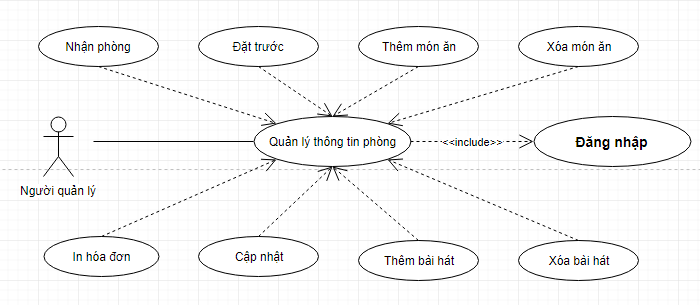 Nhận phòng
Đặt trước
Thêm món ăn
Xóa món ăn
Quản lý thông tin phòng
<<include>>
Đăng nhập
Người quản lý
In hóa đơn
Cập nhật
Thêm bài hát
Xóa bài hát